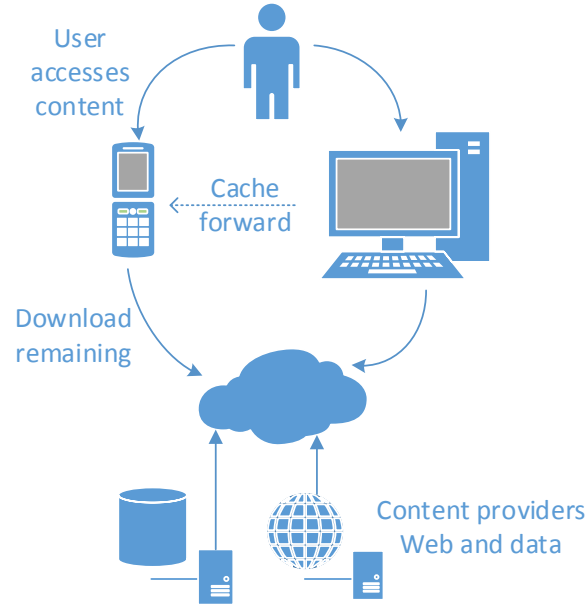 User
accesses
content
Cache
forward
Download
remaining
Content providers
Web and data